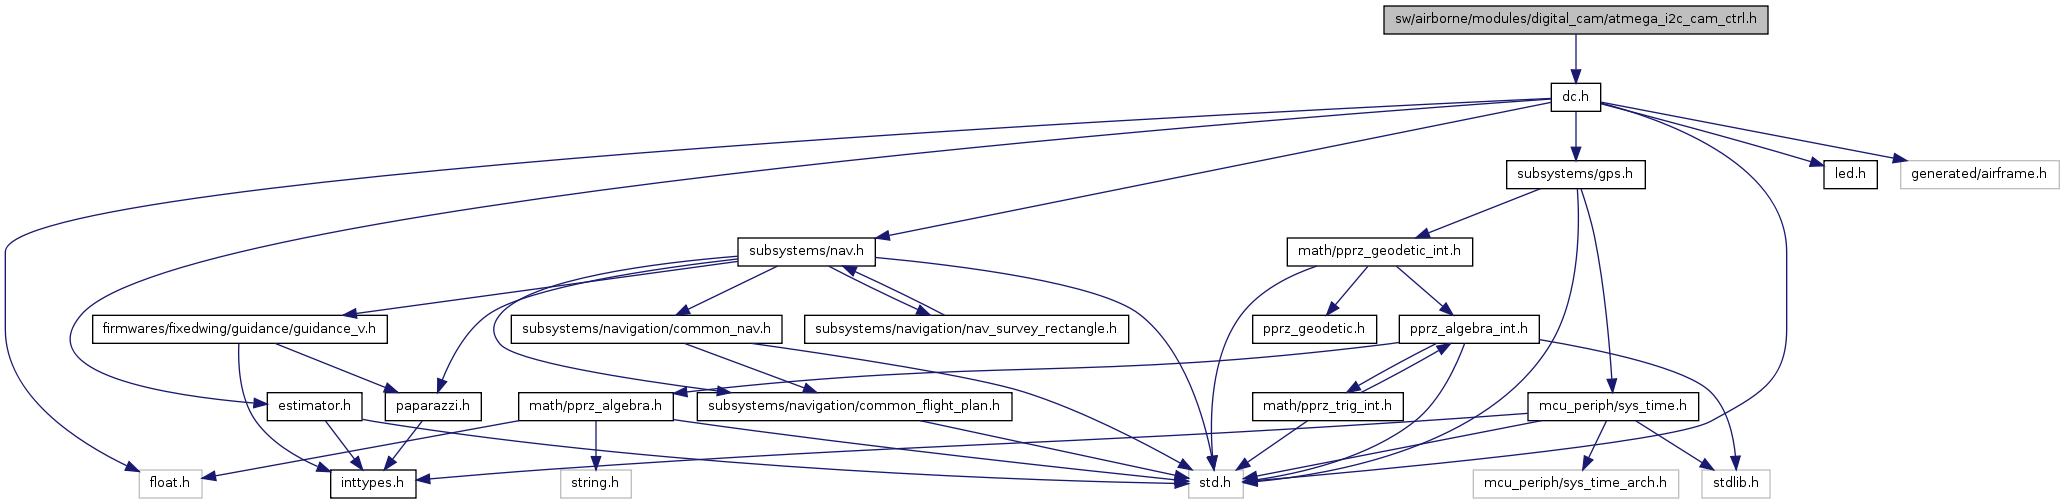 sw/airborne/modules/digital_cam/atmega_i2c_cam_ctrl.h
dc.h
subsystems/gps.h
led.h
generated/airframe.h
subsystems/nav.h
math/pprz_geodetic_int.h
firmwares/fixedwing/guidance/guidance_v.h
subsystems/navigation/common_nav.h
subsystems/navigation/nav_survey_rectangle.h
pprz_geodetic.h
pprz_algebra_int.h
estimator.h
paparazzi.h
math/pprz_algebra.h
subsystems/navigation/common_flight_plan.h
math/pprz_trig_int.h
mcu_periph/sys_time.h
float.h
inttypes.h
string.h
std.h
mcu_periph/sys_time_arch.h
stdlib.h